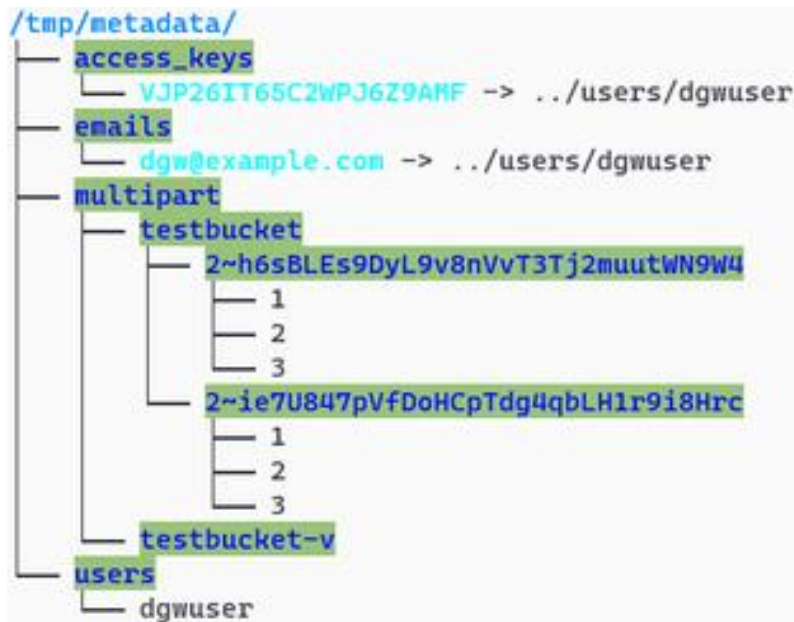 /tmp/metadata/
├── access_keys
│   └── VJP26IT65C2WPJ6Z9AMF -> ../users/dgwuser
├── emails
│   └── dgw@example.com -> ../users/dgwuser
├── multipart
│   ├── testbucket
│   │   ├── 2~h6sBLEs9DyL9v8nVvT3Tj2muutWN9W4
│   │   │   ├── 1
│   │   │   ├── 2
│   │   │   └── 3
│   │   └── 2~ie7U847pVfDoHCpTdg4qbLH1r9i8Hrc
│   │       ├── 1
│   │       ├── 2
│   │       └── 3
│   └── testbucket-v
└── users
    └── dgwuser